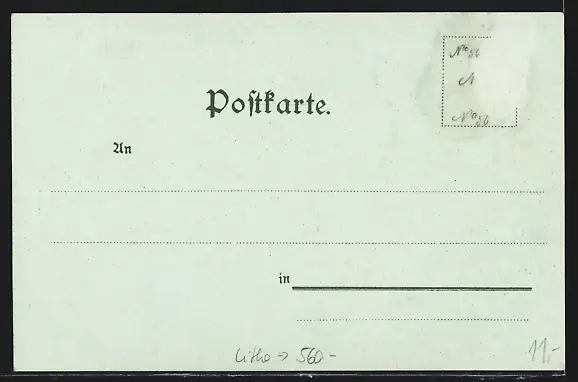 No 56
N
No 56
Postkarte.
An
in
Litho → 560-
11,-